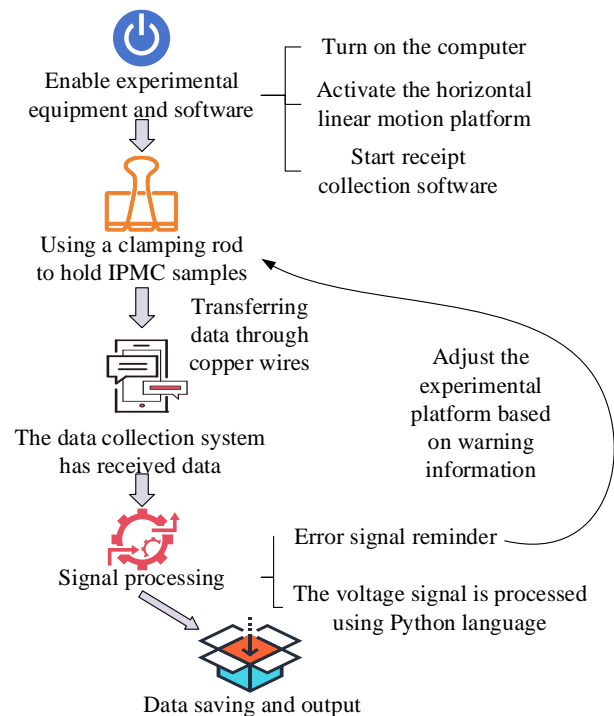 Enable experimental
equipment and software
Turn on the computer
Activate the horizontal
linear motion platform
Start receipt
collection software
Using a clamping rod
to hold IPMC samples
Transferring
data through
copper wires
Adjust the
experimental
platform based
on warning
information
The data collection system
has received data
Signal processing
Error signal reminder
The voltage signal is processed
using Python language
Data saving and output